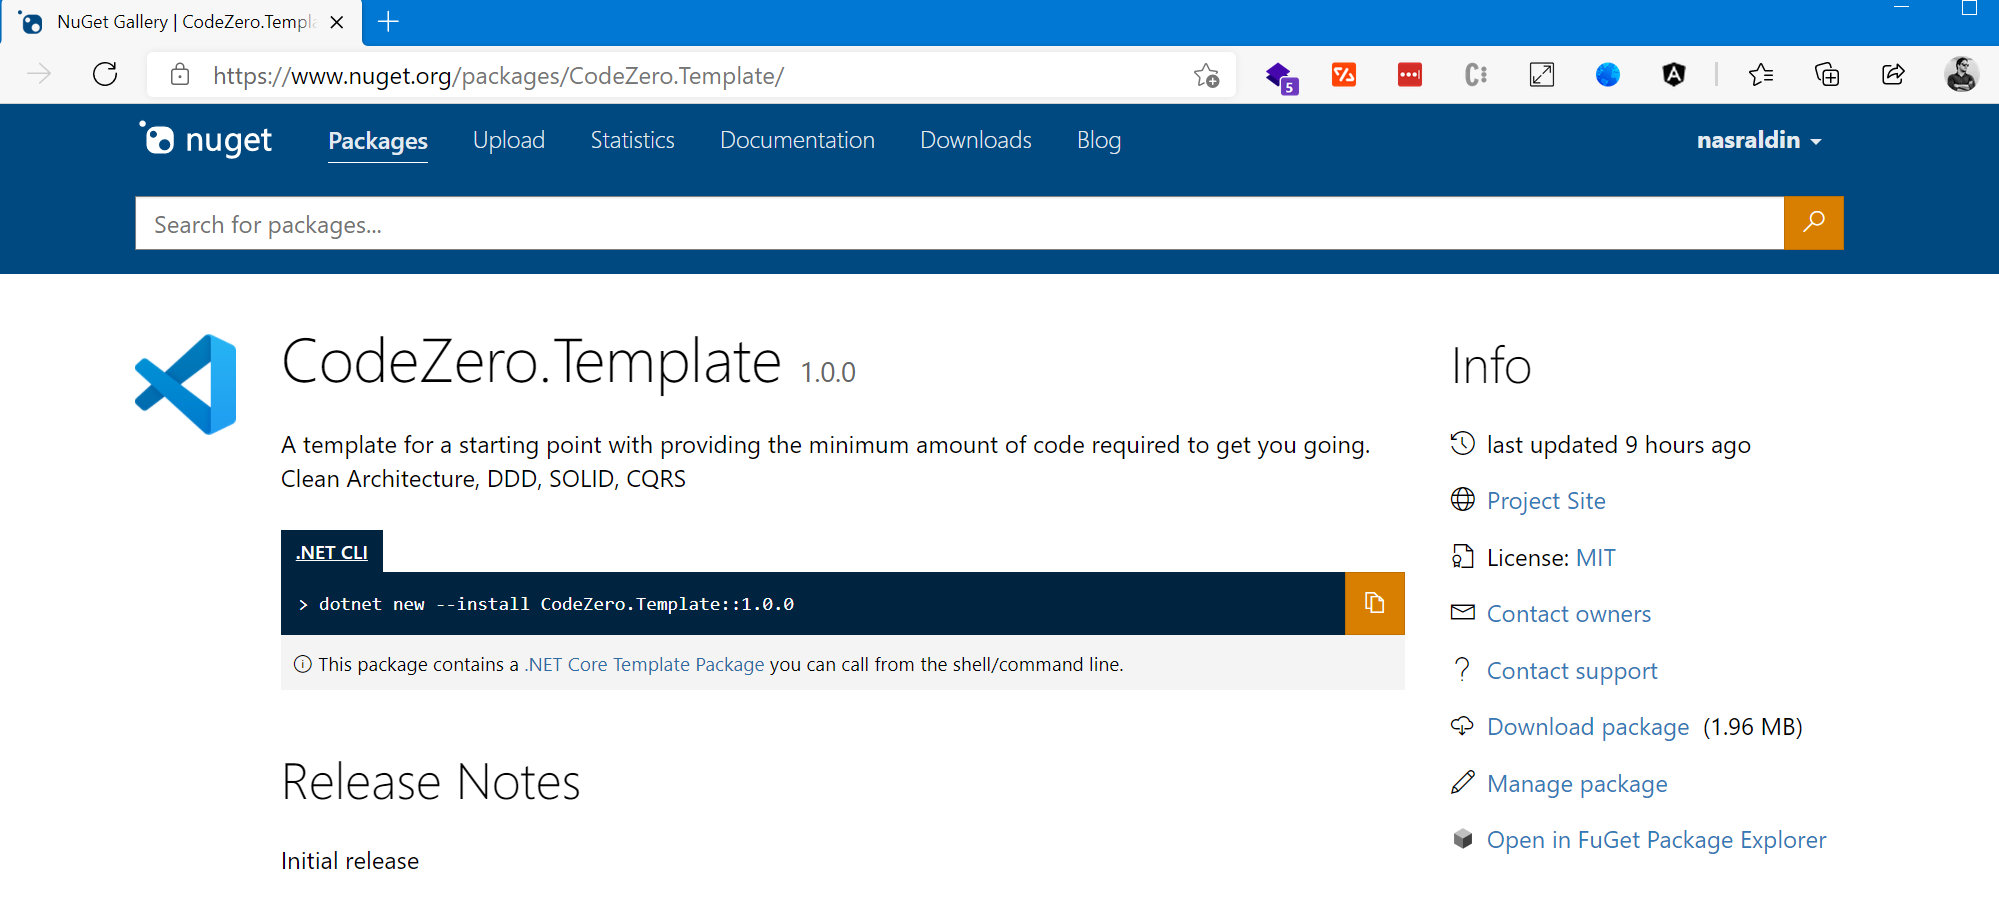 NuGet Gallery | CodeZero.Templa
https://www.nuget.org/packages/CodeZero.Template/
5
nuget
Packages
Upload
Statistics
Documentation
Downloads
Blog
nasraldin
Search for packages...
CodeZero.Template 1.0.0
A template for a starting point with providing the minimum amount of code required to get you going.
Clean Architecture, DDD, SOLID, CQRS
.NET CLI
> dotnet new --install CodeZero.Template::1.0.0
This package contains a .NET Core Template Package you can call from the shell/command line.
Release Notes
Initial release
Info
last updated 9 hours ago
Project Site
License: MIT
Contact owners
? Contact support
Download package (1.96 MB)
Manage package
Open in FuGet Package Explorer